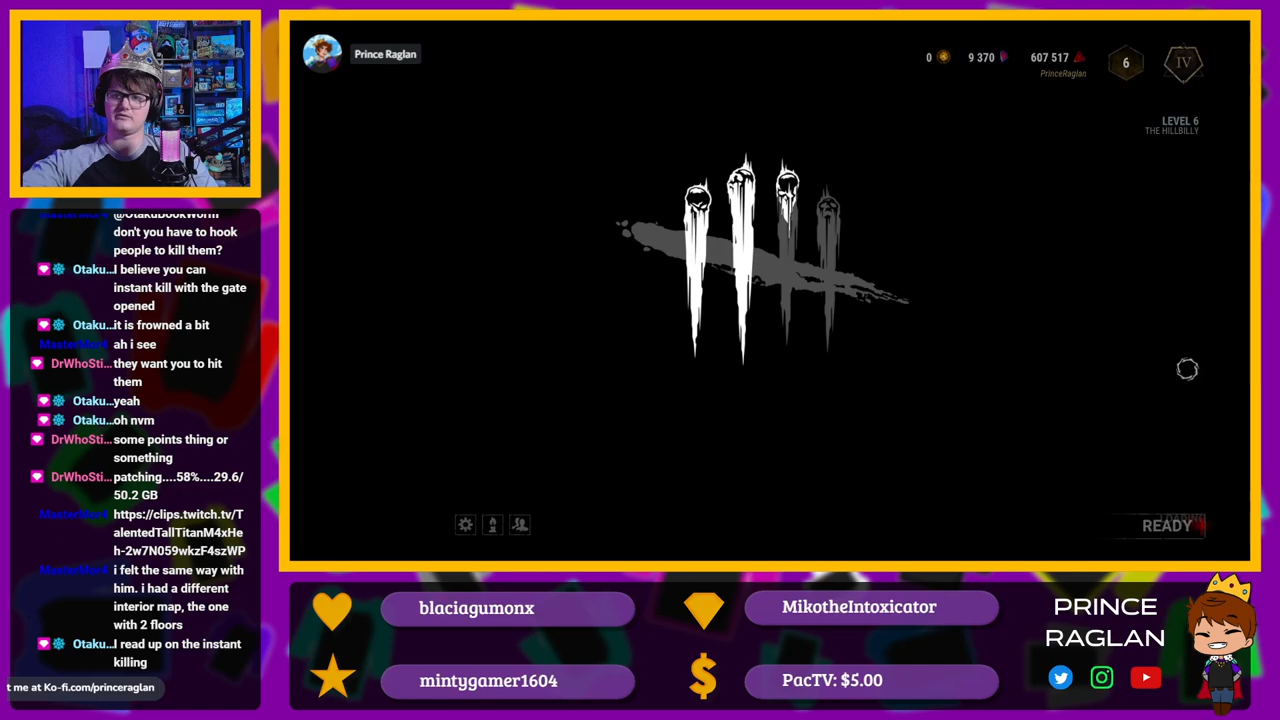 Prince Raglan
0
9 370
607 517
PrinceRaglan
6
IV
LEVEL 6
THE HILLBILLY
@OtakuBookWorm
don't you have to hook
people to kill them?
Otaku... I believe you can
instant kill with the gate
opened
Otaku... it is frowned a bit
ah i see
DrWhoSti... they want you to hit
them
Otaku... yeah
Otaku... oh nvm
DrWhoSti... some points thing or
something
DrWhoSti... patching....58%....29.6/
50.2 GB
https://clips.twitch.tv/T
alentedTallTitanM4xHe
h-2w7N059wkzF4szWP
i felt the same way with
him. i had a different
interior map, the one
with 2 floors
Otaku... I read up on the instant
killing
t me at Ko-fi.com/princeraglan
LOADING
READY
blaciagumonx
MikotheIntoxicator
mintygamer1604
PacTV: $5.00
PRINCE
RAGLAN